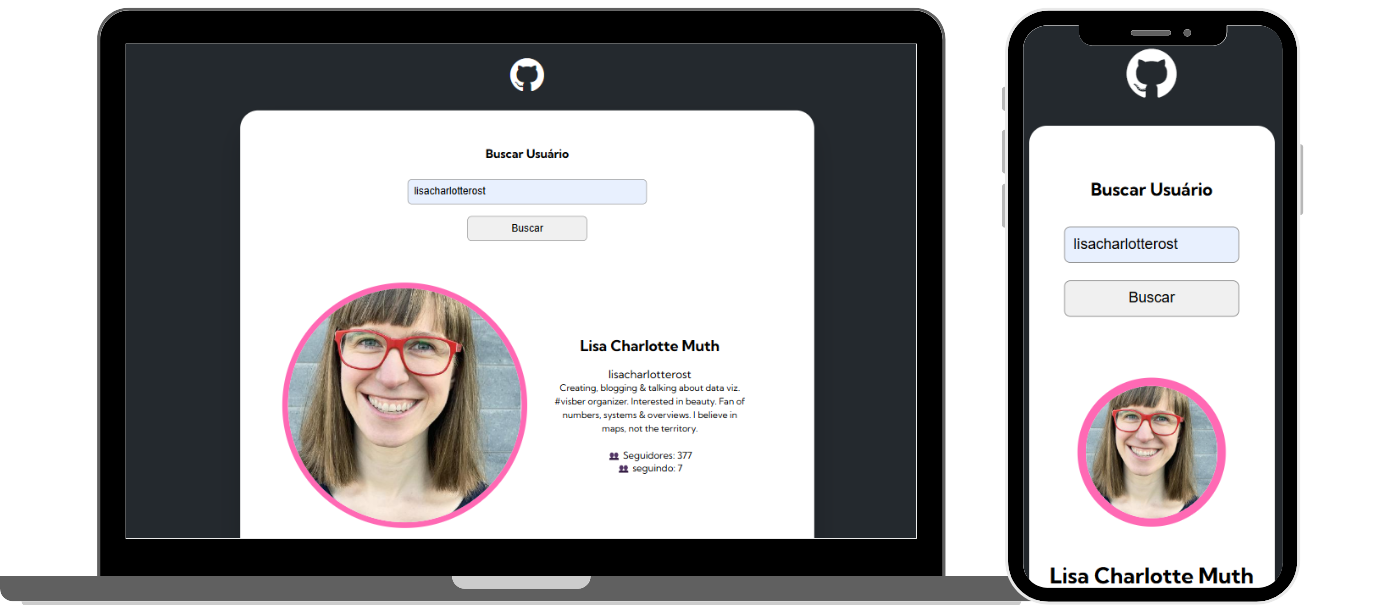 Buscar Usuário
lisacharlotterost
Buscar
Lisa Charlotte Muth
lisacharlotterost
Creating, blogging & talking about data viz.
#visber organizer. Interested in beauty. Fan of
numbers, systems & overviews. I believe in
maps, not the territory.
Seguidores: 377
seguindo: 7
Buscar Usuário
lisacharlotterost
Buscar
Lisa Charlotte Muth